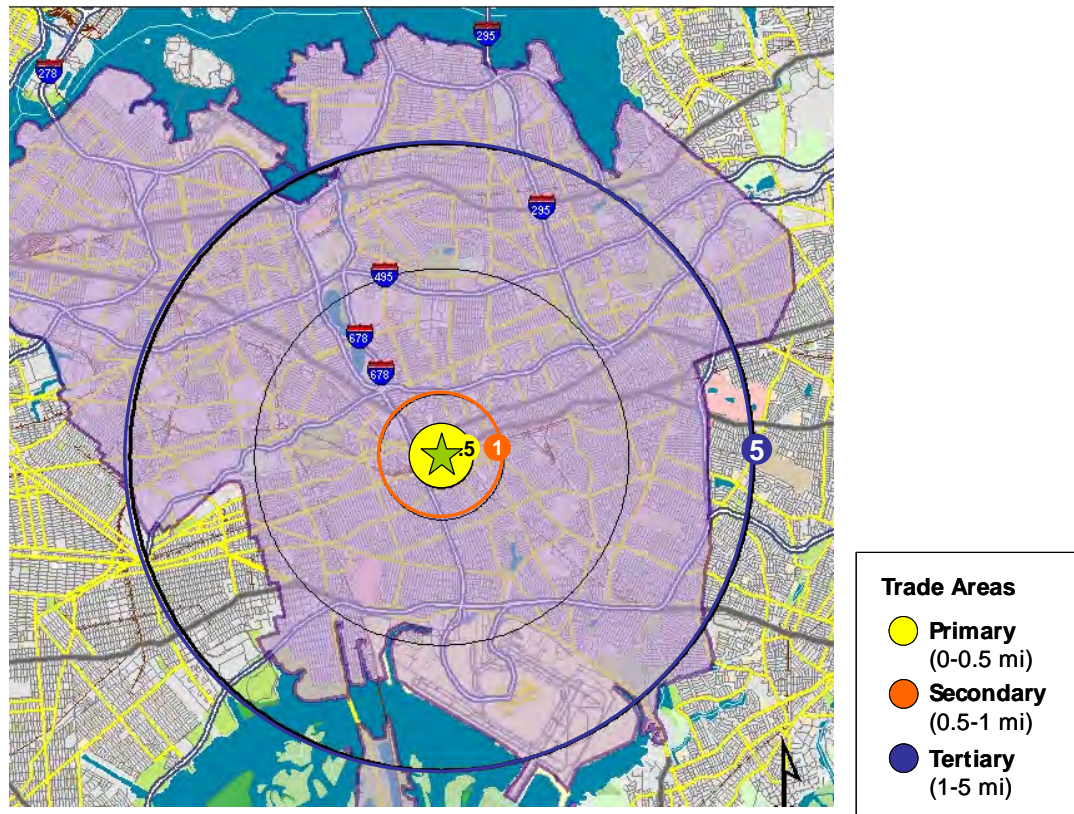 295
278
295
495
678
678
.5
1
5
Trade Areas
Primary
(0-0.5 mi)
Secondary
(0.5-1 mi)
Tertiary
(1-5 mi)
N